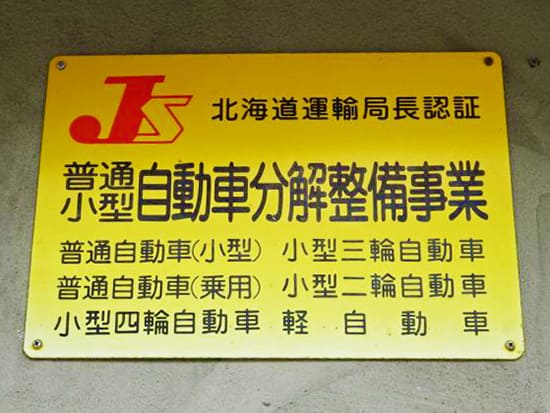 JS 北海道運輸局長認証
普通
小型 自動車分解整備事業
普通自動車(小型) 小型三輪自動車
普通自動車(乗用) 小型二輪自動車
小型四輪自動車 軽自動車